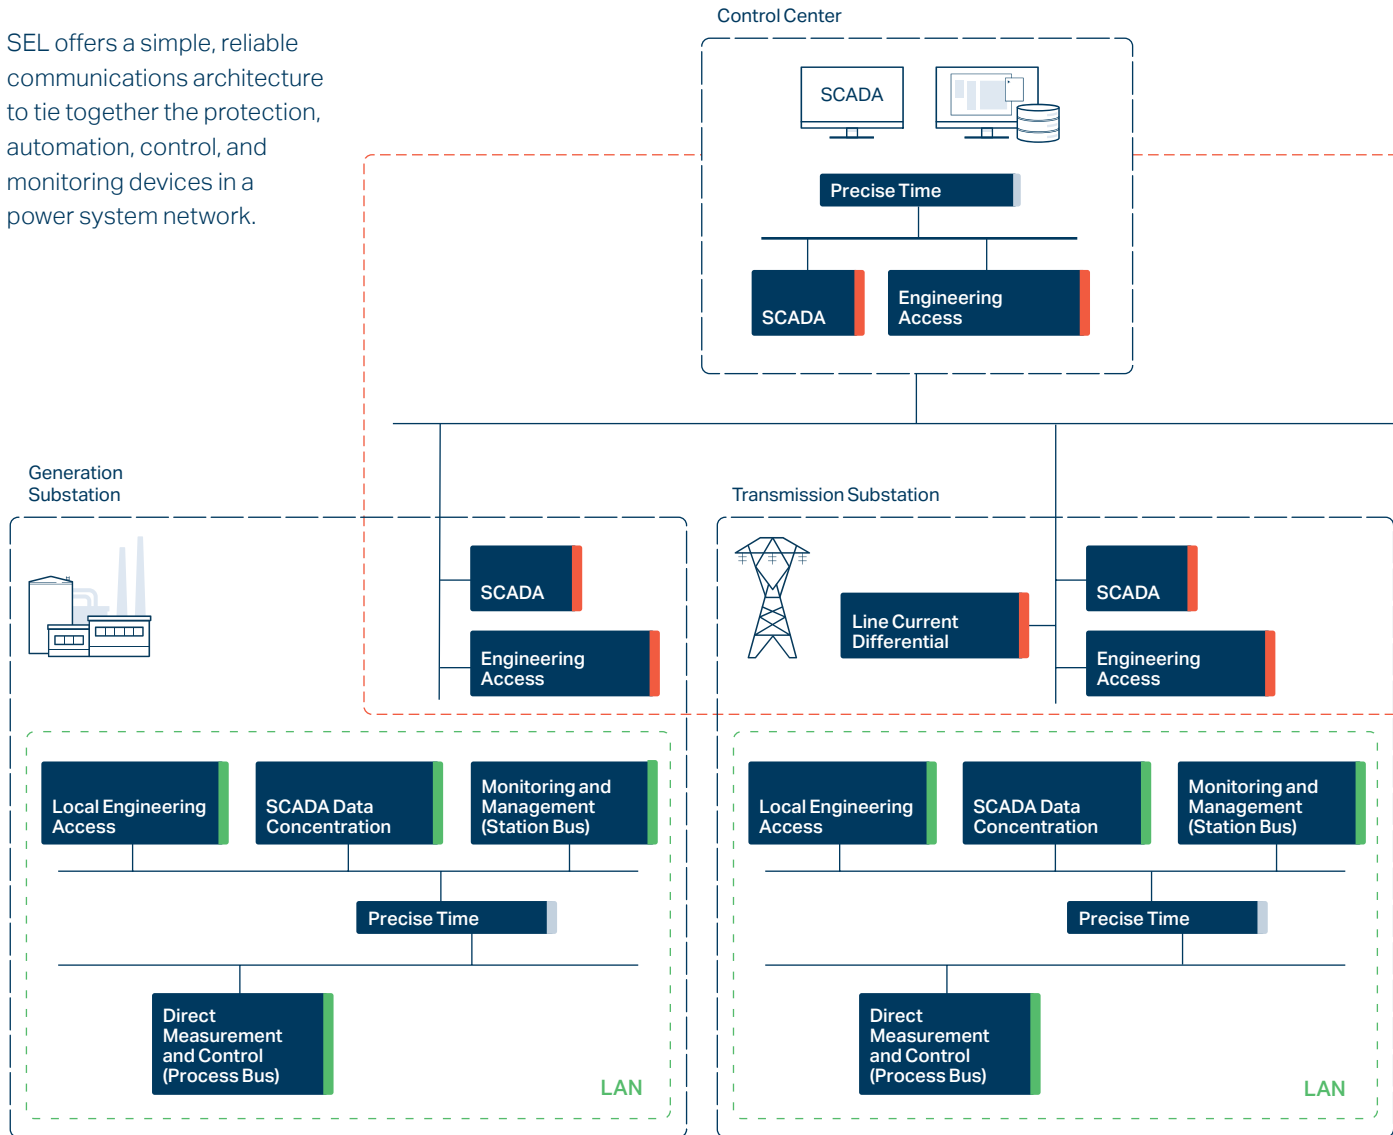 SEL offers a simple, reliable
communications architecture
to tie together the protection,
automation, control, and
monitoring devices in a
power system network.
Control Center
SCADA
Precise Time
SCADA
Engineering
Access
Generation
Substation
SCADA
Engineering
Access
Local Engineering
Access
SCADA Data
Concentration
Monitoring and
Management
(Station Bus)
Precise Time
Direct
Measurement
and Control
(Process Bus)
LAN
Transmission Substation
Line Current
Differential
SCADA
Engineering
Access
Local Engineering
Access
SCADA Data
Concentration
Monitoring and
Management
(Station Bus)
Precise Time
Direct
Measurement
and Control
(Process Bus)
LAN